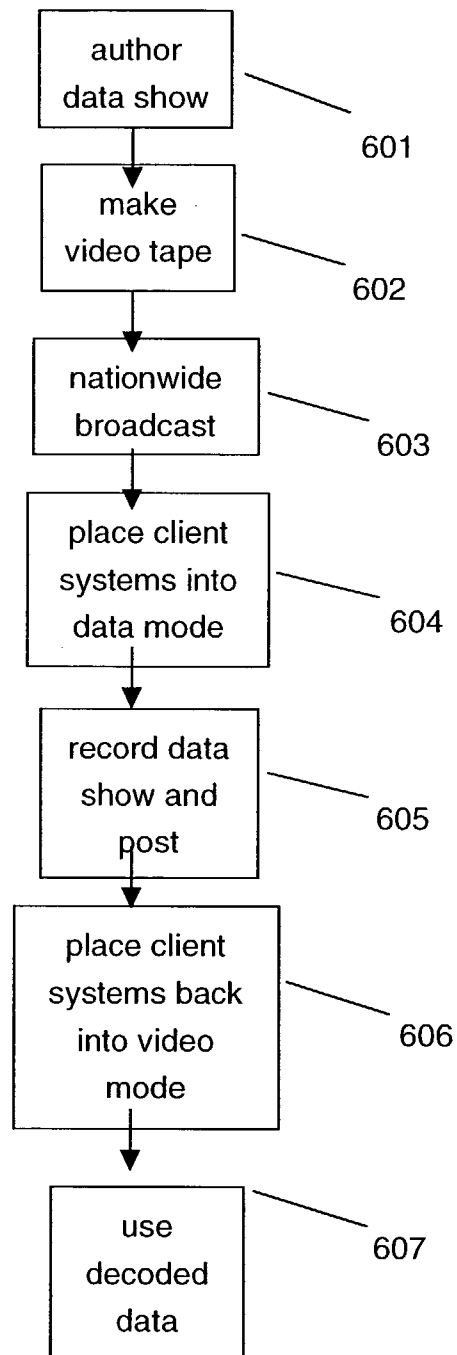 author
data show
601
make
video tape
602
nationwide
broadcast
603
place client
systems into
data mode
604
record data
show and
post
605
place client
systems back
into video
mode
606
use
decoded
data
607